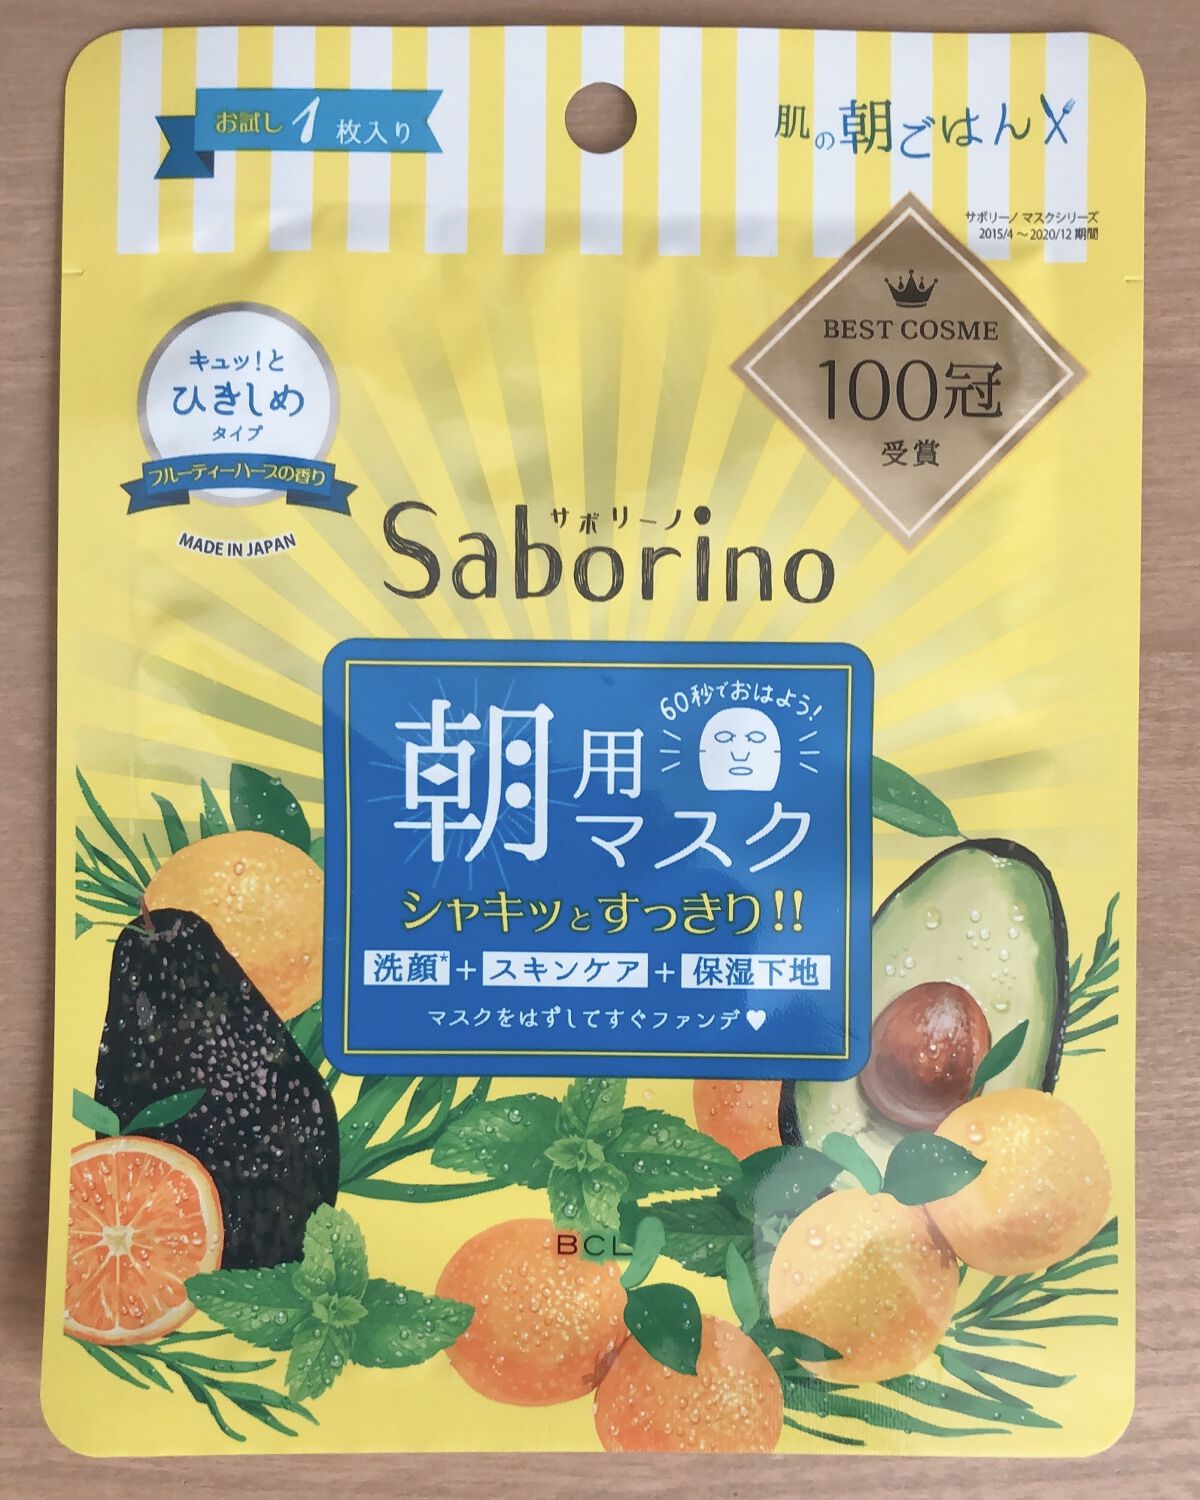 お試し 1 枚入り
肌の朝ごはん
サボリーノ マスクシリーズ
2015/4 〜2020/12 期間
BEST COSME
100冠
受賞
キュッ!と
ひきしめ
タイプ
フルーティーハーブの香り
MADE IN JAPAN
サボリーノ
Saborino
60秒でおはよう!
朝用マスク
シャキッとすっきり!!
洗顔*+スキンケア+保湿下地
マスクをはずしてすぐファンデ♥
BCL